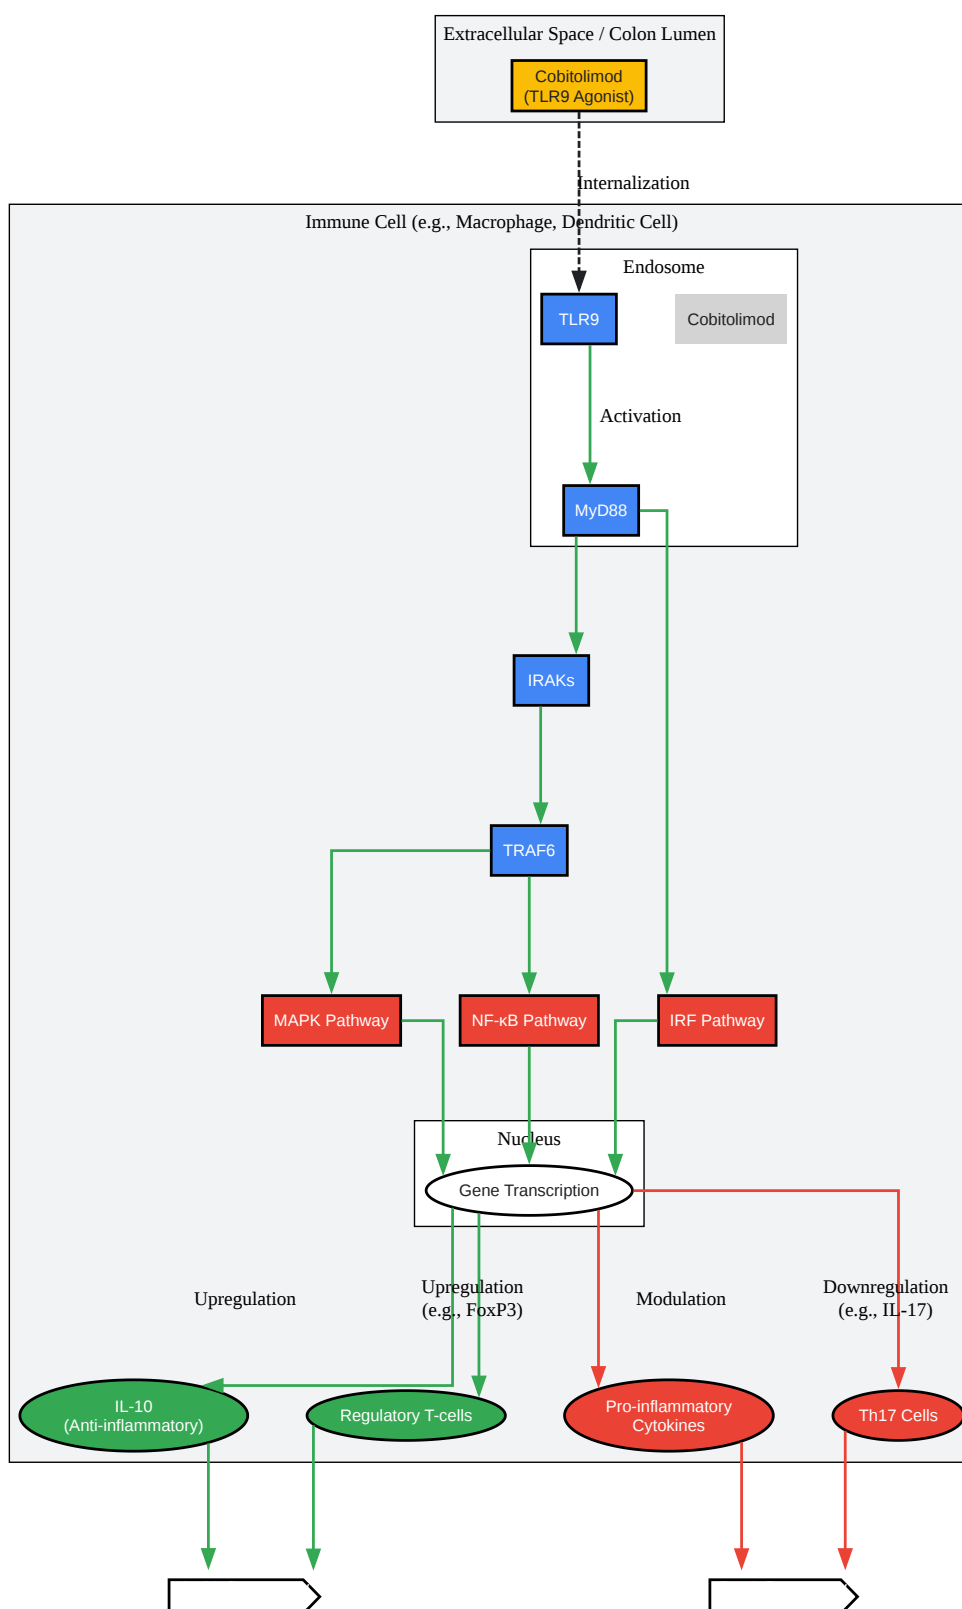 Extracellular Space / Colon Lumen
Cobitolimod
(TLR9 Agonist)
Internalization
Immune Cell (e.g., Macrophage, Dendritic Cell)
Endosome
TLR9
Cobitolimod
Activation
MyD88
IRAKs
TRAF6
MAPK Pathway
NF-κB Pathway
IRF Pathway
Nucleus
Gene Transcription
Upregulation
Upregulation
(e.g., FoxP3)
Modulation
Downregulation
(e.g., IL-17)
IL-10
(Anti-inflammatory)
Regulatory T-cells
Pro-inflammatory
Cytokines
Th17 Cells